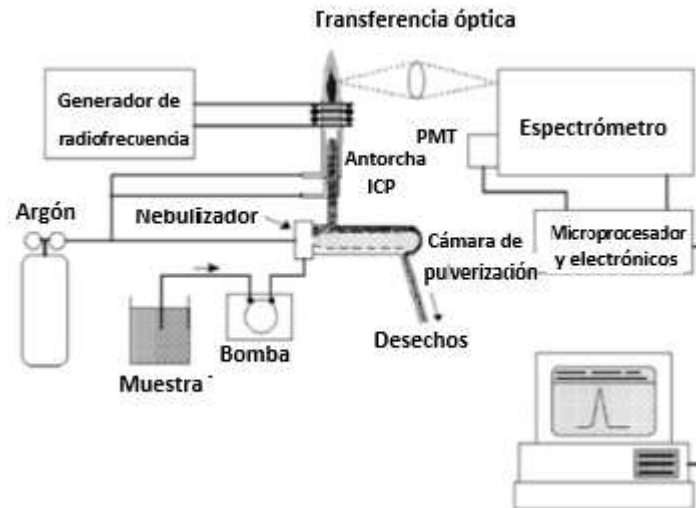 Transferencia óptica
Generador de
radiofrecuencia
PMT
Espectrómetro
Antorcha
ICP
Argón
Nebulizador
Cámara de
pulverización
Microprocesador
y electrónicos
Bomba
Desechos
Muestra